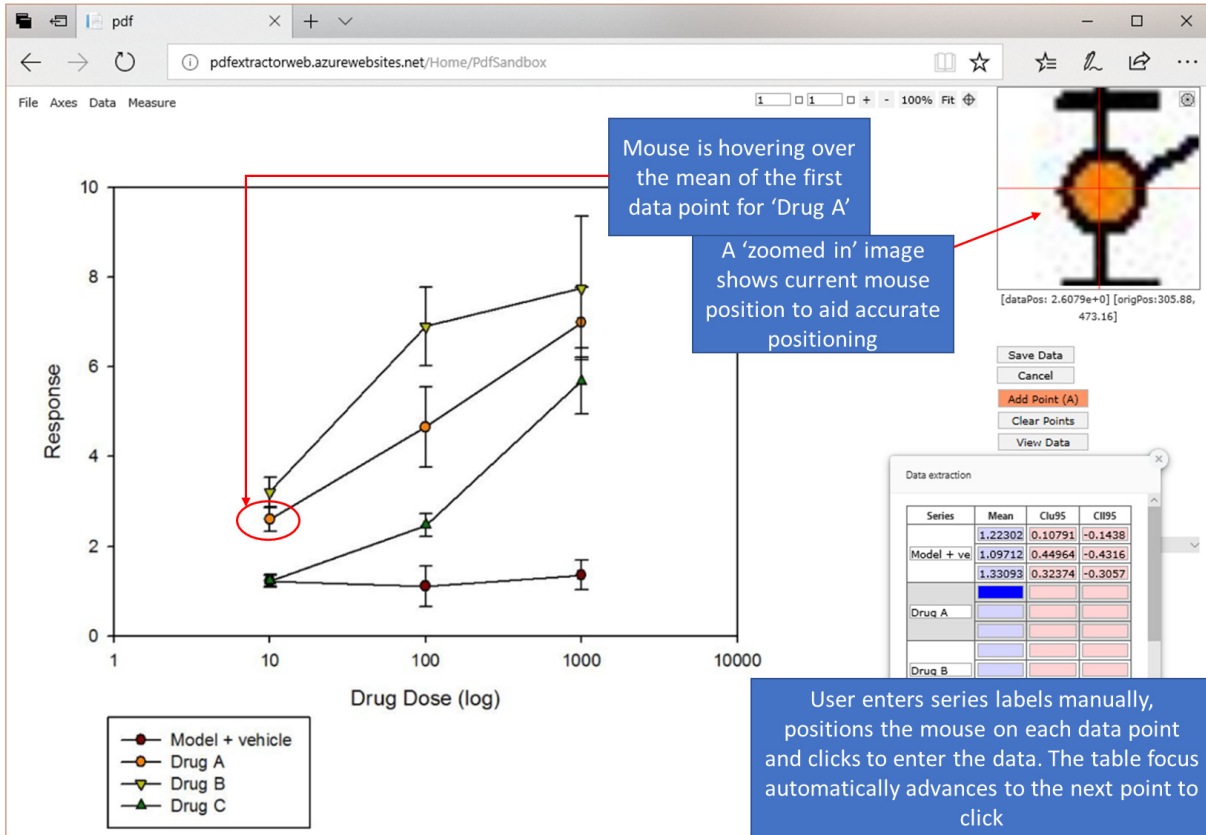 pdf
pdfextractorweb.azurewebsites.net/Home/PdfSandbox
File Axes Data Measure
1 1 + - 100% Fit
Mouse is hovering over
the mean of the first
data point for ‘Drug A’
A ‘zoomed in’ image
shows current mouse
position to aid accurate
positioning
[dataPos: 2.6079e+0] [origPos:305.88,
473.16]
Save Data
Cancel
Add Point (A)
Clear Points
View Data
10
8
6
4
2
0
Response
1 10 100 1000 10000
Drug Dose (log)
Model + vehicle
Drug A
Drug B
Drug C
Data extraction
Series Mean CIu95 CIl95
1.22302 0.10791 -0.1438
Model + ve 1.09712 0.44964 -0.4316
1.33093 0.32374 -0.3057
Drug A
Drug B
User enters series labels manually,
positions the mouse on each data point
and clicks to enter the data. The table focus
automatically advances to the next point to
click